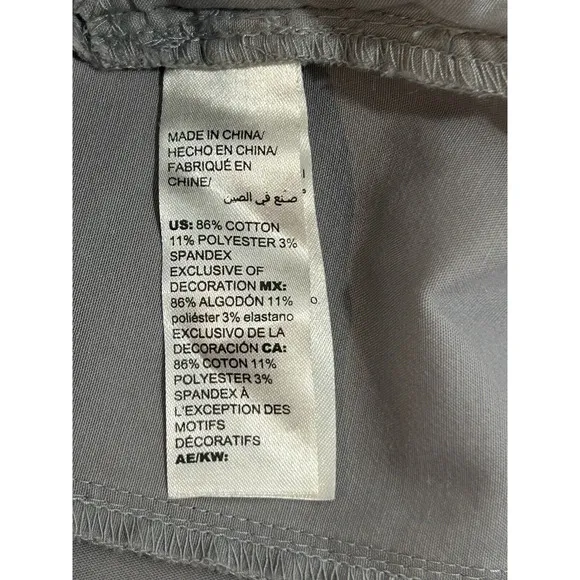 MADE IN CHINA/
HECHO EN CHINA/
FABRIQUÉ EN
CHINE/
صنع في الصين
US: 86% COTTON
11% POLYESTER 3%
SPANDEX
EXCLUSIVE OF
DECORATION MX:
86% ALGODÓN 11%
poliéster 3% elastano
EXCLUSIVO DE LA
DECORACIÓN CA:
86% COTON 11%
POLYESTER 3%
SPANDEX À
L'EXCEPTION DES
MOTIFS
DÉCORATIFS
AE/KW: